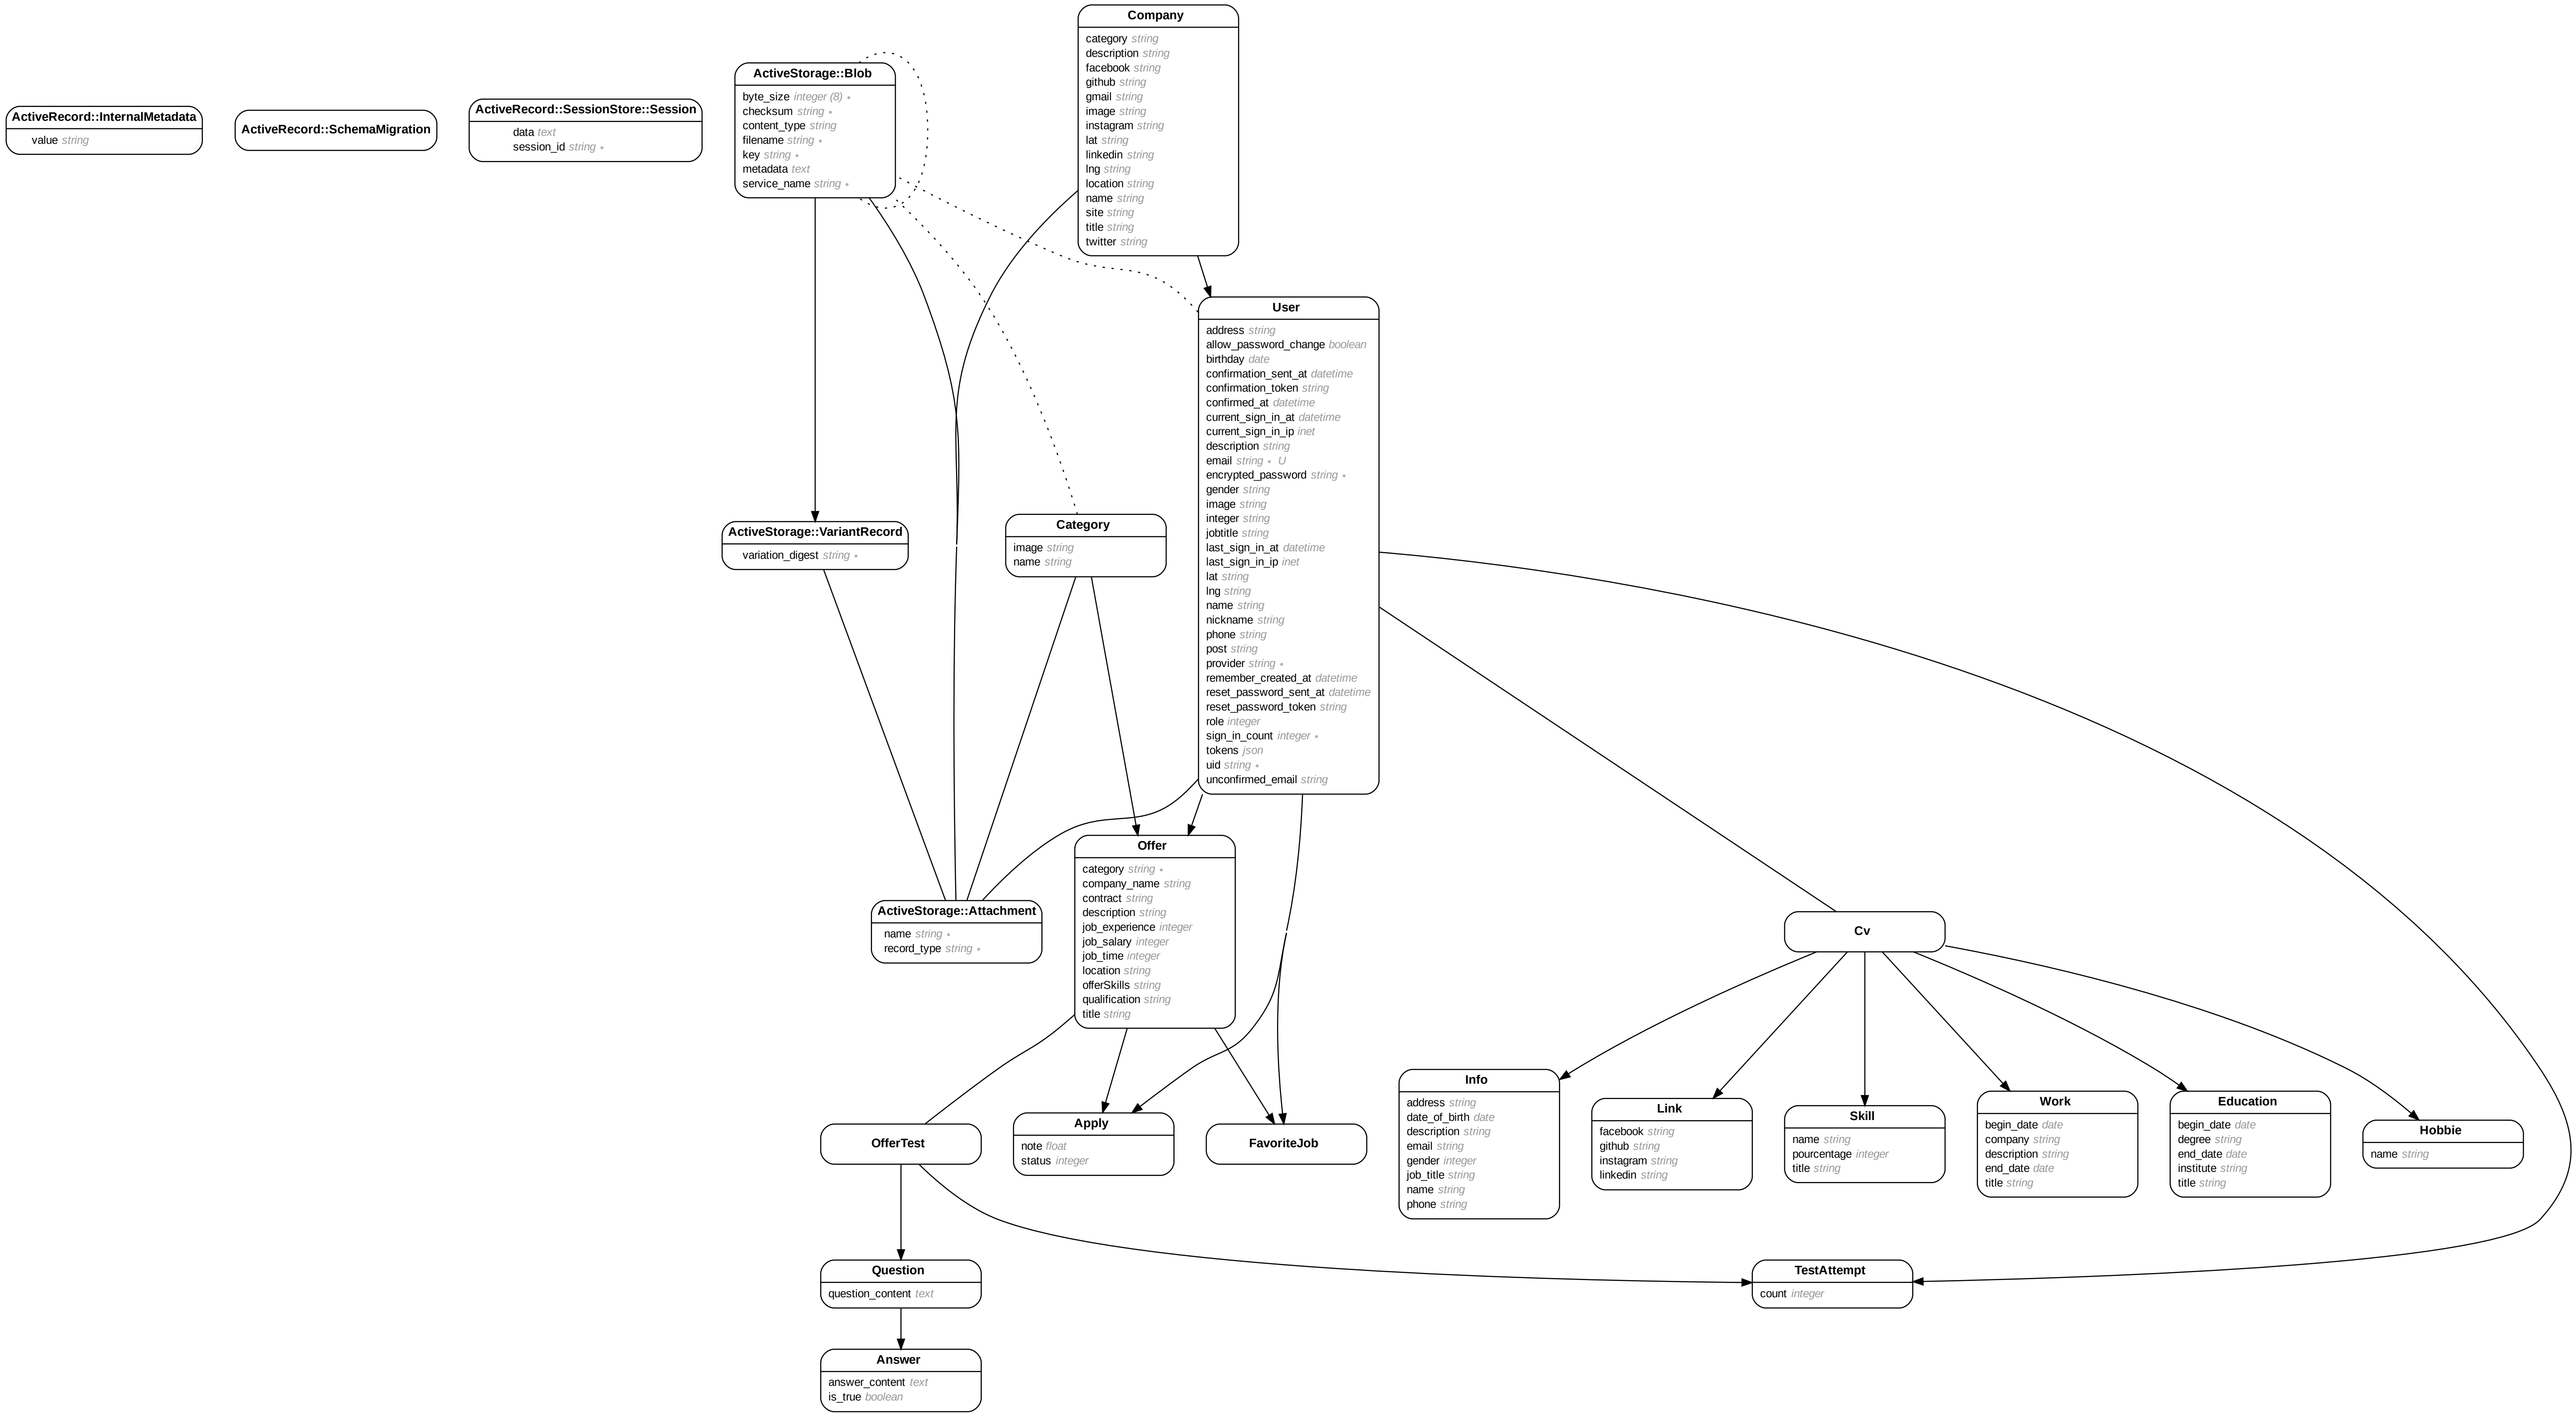 Company
category string
description string
facebook string
github string
gmail string
image string
instagram string
lat string
linkedin string
lng string
location string
name string
site string
title string
twitter string
ActiveStorage::Blob
byte_size integer (8) ∗
checksum string ∗
content_type string
filename string ∗
key string ∗
metadata text
service_name string ∗
ActiveRecord::InternalMetadata
value string
ActiveRecord::SchemaMigration
ActiveRecord::SessionStore::Session
data text
session_id string ∗
User
address string
allow_password_change boolean
birthday date
confirmation_sent_at datetime
confirmation_token string
confirmed_at datetime
current_sign_in_at datetime
current_sign_in_ip inet
description string
email string ∗ U
encrypted_password string ∗
gender string
image string
integer string
jobtitle string
last_sign_in_at datetime
last_sign_in_ip inet
lat string
lng string
name string
nickname string
phone string
post string
provider string ∗
remember_created_at datetime
reset_password_sent_at datetime
reset_password_token string
role integer
sign_in_count integer ∗
tokens json
uid string ∗
unconfirmed_email string
ActiveStorage::VariantRecord
variation_digest string ∗
Category
image string
name string
Offer
category string ∗
company_name string
contract string
description string
job_experience integer
job_salary integer
job_time integer
location string
offerSkills string
qualification string
title string
ActiveStorage::Attachment
name string ∗
record_type string ∗
Cv
OfferTest
Apply
note float
status integer
FavoriteJob
Info
address string
date_of_birth date
description string
email string
gender integer
job_title string
name string
phone string
Link
facebook string
github string
instagram string
linkedin string
Skill
name string
pourcentage integer
title string
Work
begin_date date
company string
description string
end_date date
title string
Education
begin_date date
degree string
end_date date
institute string
title string
Hobbie
name string
Question
question_content text
TestAttempt
count integer
Answer
answer_content text
is_true boolean